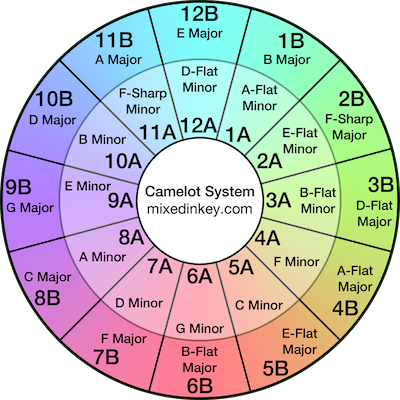 12B
E Major
1B
B Major
2B
F-Sharp
Major
3B
D-Flat
Major
A-Flat
Major
4B
E-Flat
Major
5B
B-Flat
Major
6B
F Major
7B
C Major
8B
9B
G Major
10B
D Major
11B
A Major
D-Flat
Minor
12A
A-Flat
Minor
1A
E-Flat
Minor
2A
3A
B-Flat
Minor
4A
F Minor
5A
C Minor
6A
G Minor
7A
D Minor
8A
A Minor
E Minor
9A
B Minor
10A
F-Sharp
Minor
11A
Camelot System
mixedinkey.com